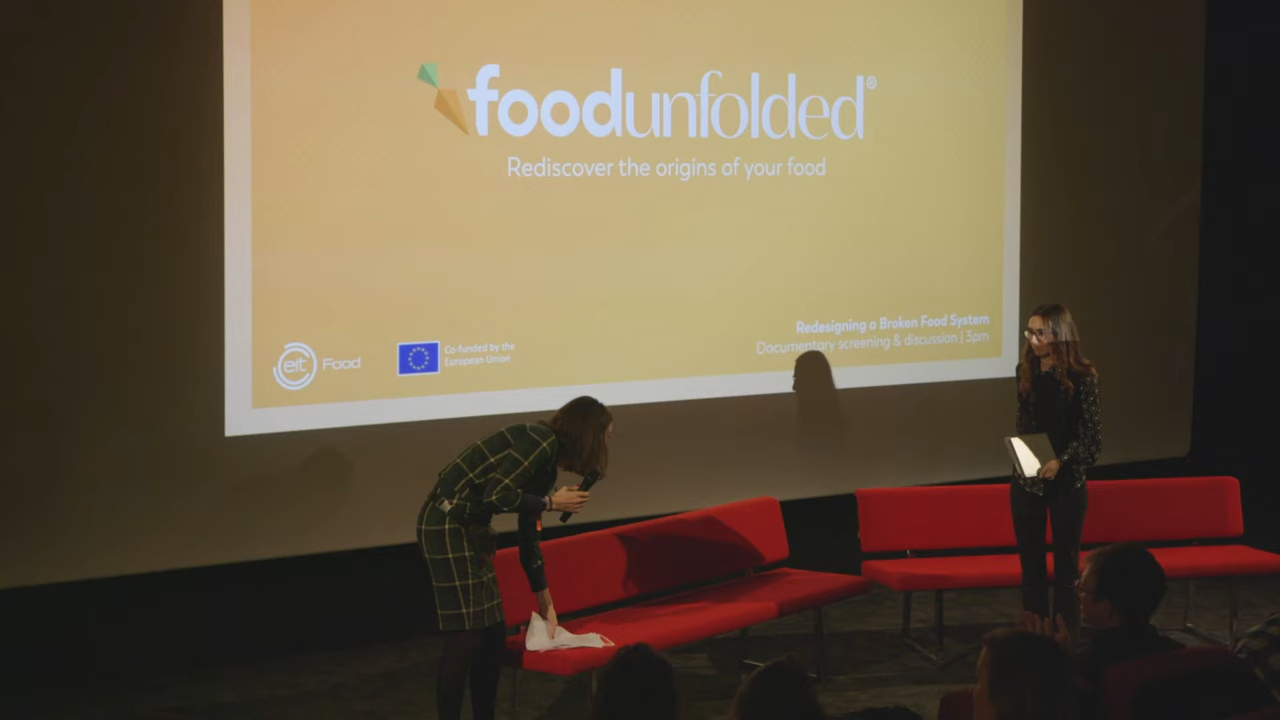 foodunfolded®
Rediscover the origins of your food
Redesigning a Broken Food System
Documentary screening & discussion | 3pm
eit Food
Co-funded by the
European Union